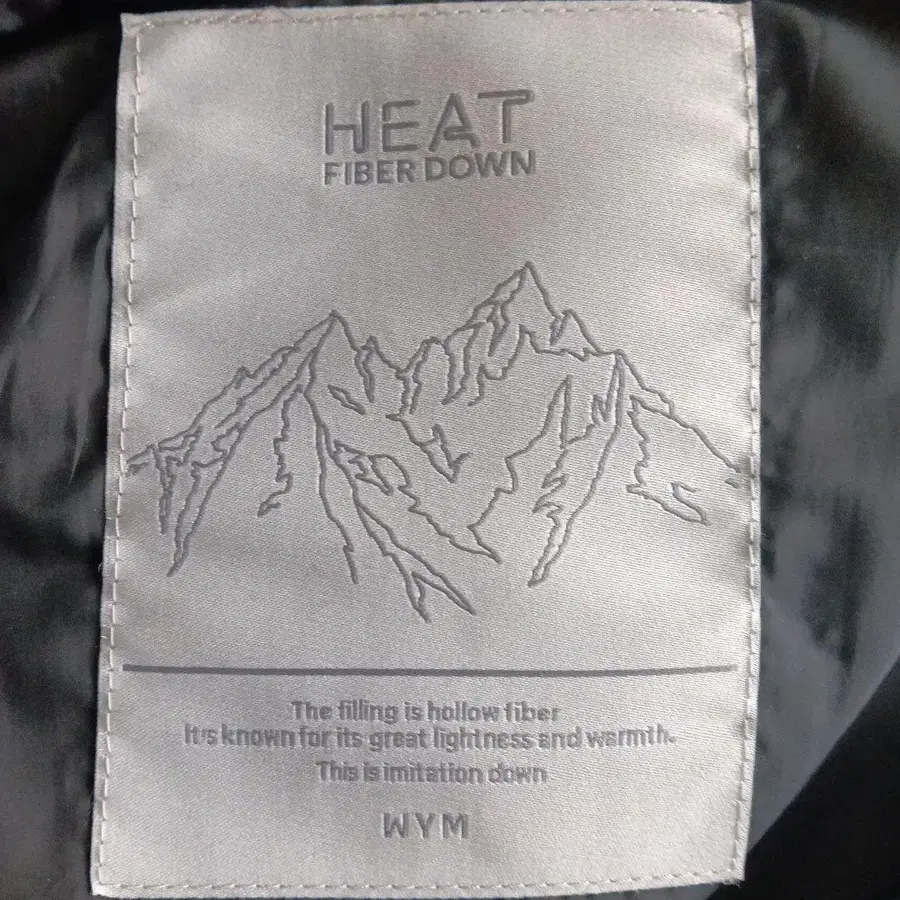 HEAT
FIBER DOWN
The filling is hollow fiber
It's known for its great lightness and warmth.
This is imitation down
WYM